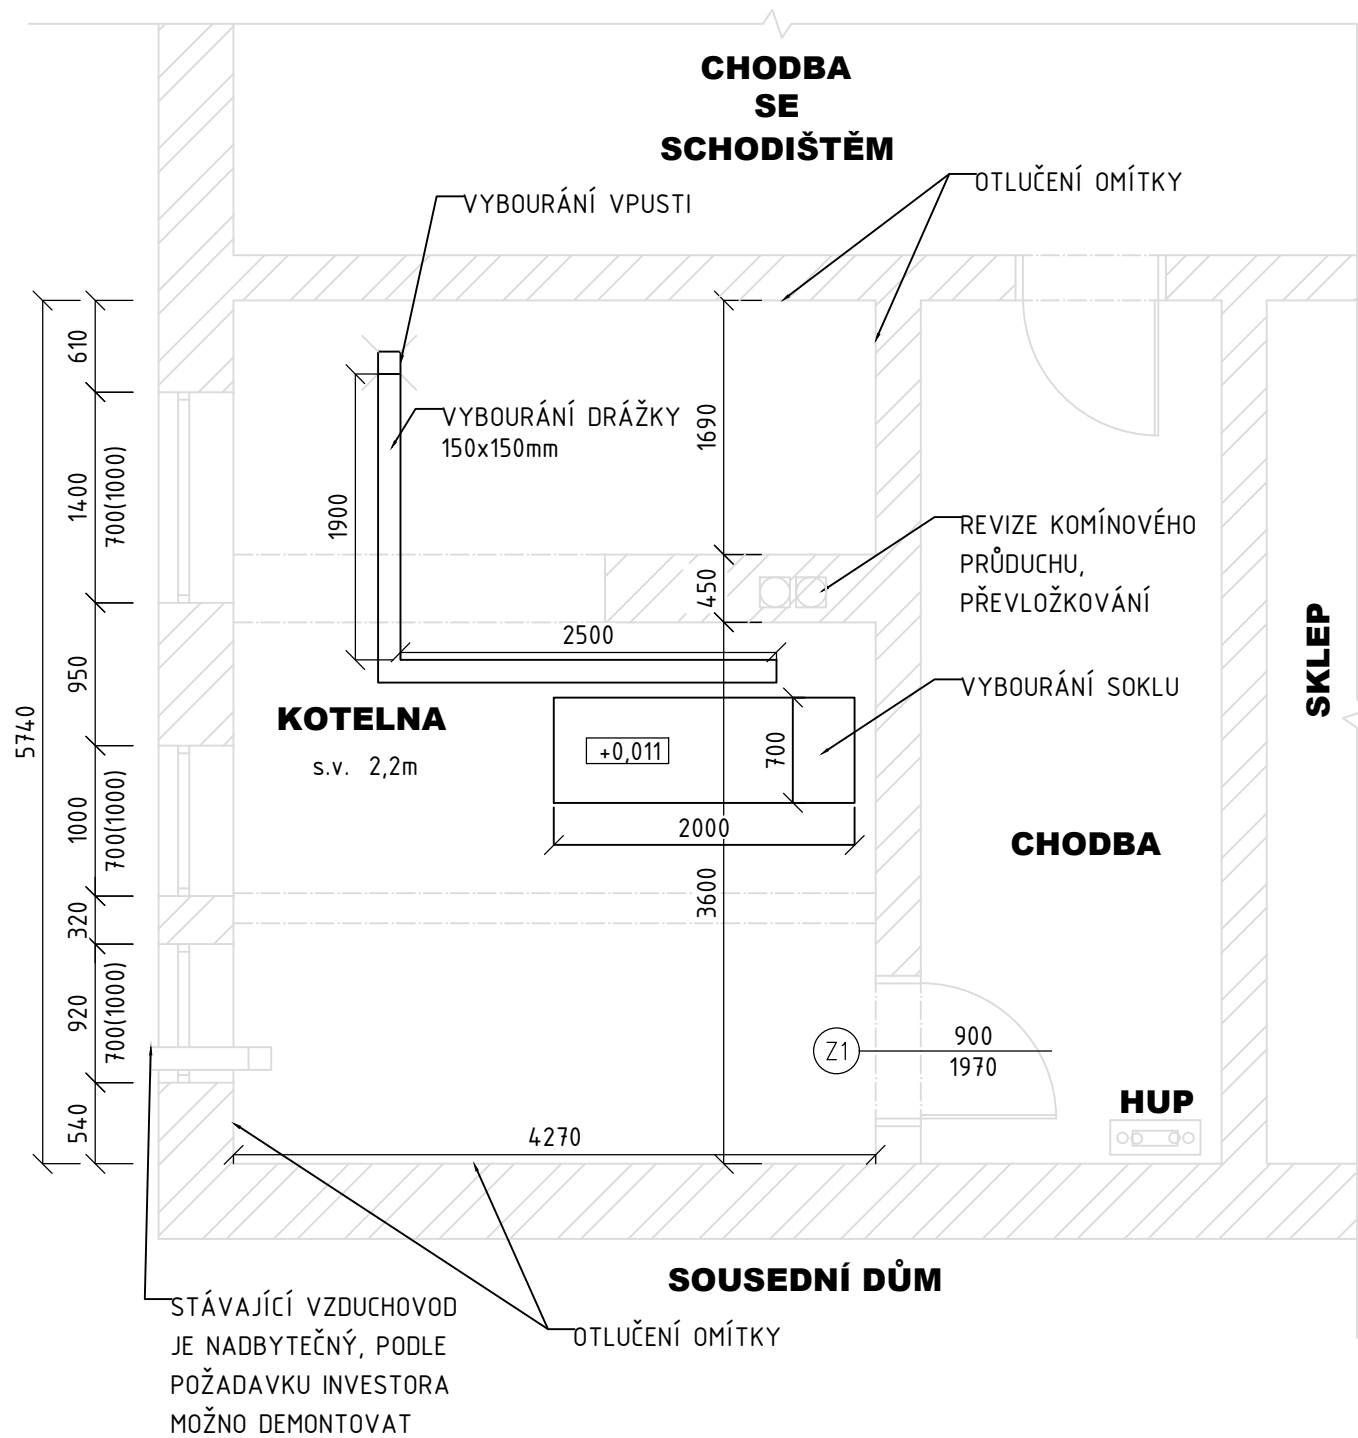 CHODBA
SE
SCHODIŠTĚM
OTLUČENÍ OMÍTKY
VYBOURÁNÍ VPUSTI
VYBOURÁNÍ DRÁŽKY
150x150mm
REVIZE KOMÍNOVÉHO
PRŮDUCHU,
PŘEVLOŽKOVÁNÍ
VYBOURÁNÍ SOKLU
KOTELNA
s.v. 2,2m
+0,011
CHODBA
SKLEP
HUP
Z1
900
1970
5740
610
1400
700(1000)
950
1000
700(1000)
320
920
700(1000)
540
1900
2500
1690
450
700
2000
3600
4270
SOUSEDNÍ DŮM
STÁVAJÍCÍ VZDUCHOVOD
JE NADBYTEČNÝ, PODLE
POŽADAVKU INVESTORA
MOŽNO DEMONTOVAT
OTLUČENÍ OMÍTKY